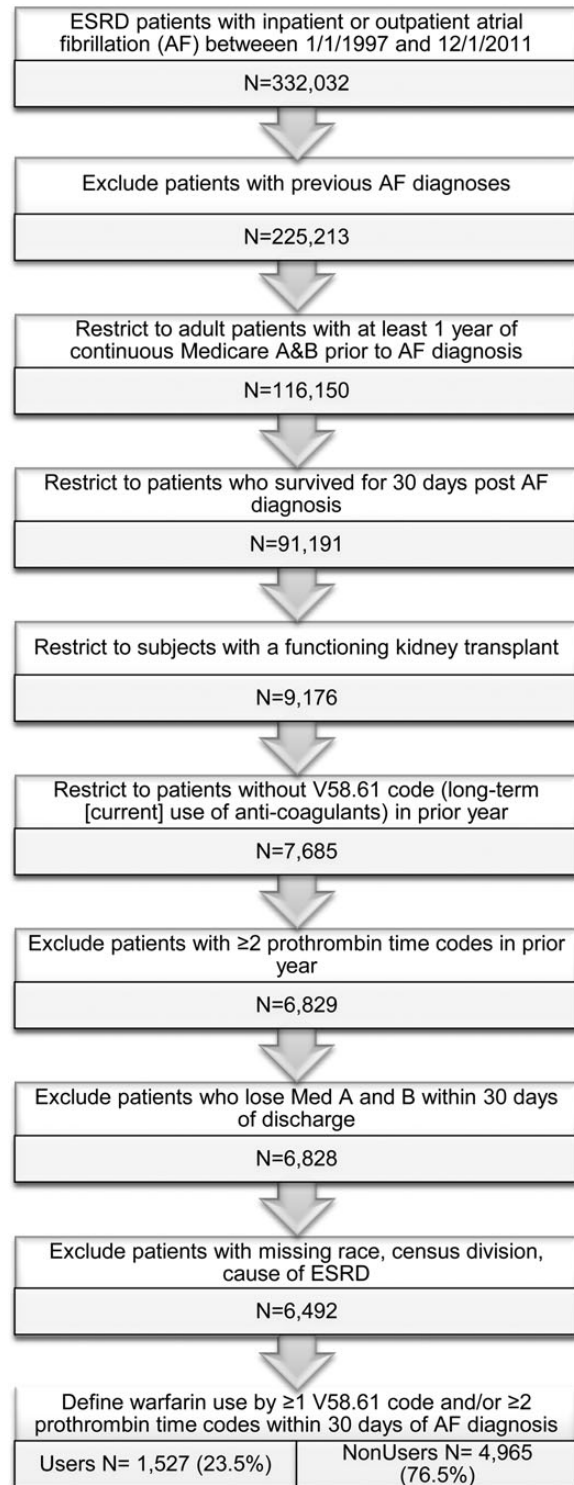 ESRD patients with inpatient or outpatient atrial
fibrillation (AF) betweeen 1/1/1997 and 12/1/2011
N=332,032
Exclude patients with previous AF diagnoses
N=225,213
Restrict to adult patients with at least 1 year of
continuous Medicare A&B prior to AF diagnosis
N=116,150
Restrict to patients who survived for 30 days post AF
diagnosis
N=91,191
Restrict to subjects with a functioning kidney transplant
N=9,176
Restrict to patients without V58.61 code (long-term
[current] use of anti-coagulants) in prior year
N=7,685
Exclude patients with ≥2 prothrombin time codes in prior
year
N=6,829
Exclude patients who lose Med A and B within 30 days
of discharge
N=6,828
Exclude patients with missing race, census division,
cause of ESRD
N=6,492
Define warfarin use by ≥1 V58.61 code and/or ≥2
prothrombin time codes within 30 days of AF diagnosis
Users N= 1,527 (23.5%)
NonUsers N= 4,965
(76.5%)